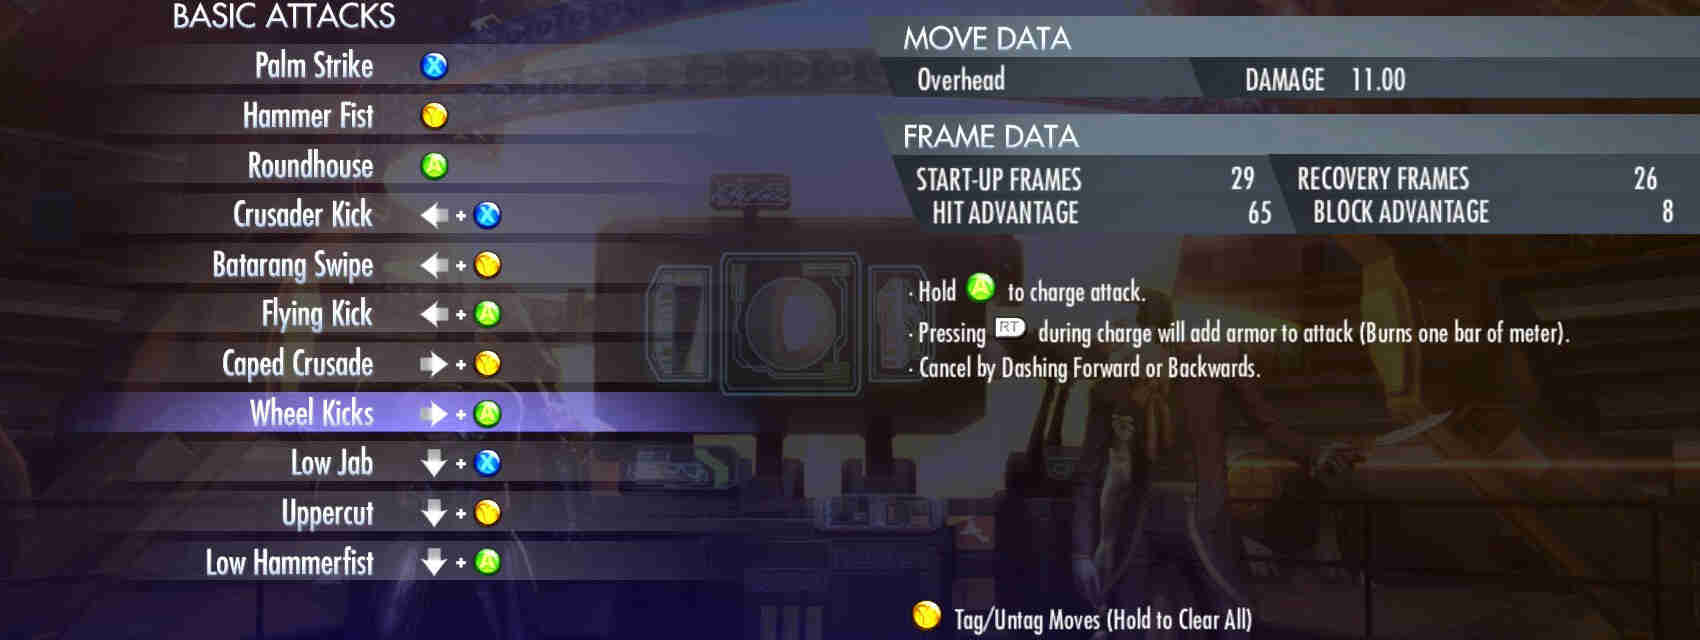 BASIC ATTACKS
Palm Strike X
Hammer Fist Y
Roundhouse A
Crusader Kick + X
Batarang Swipe + Y
Flying Kick + A
Caped Crusade + Y
Wheel Kicks + A
Low Jab + X
Uppercut + Y
Low Hammerfist + A
MOVE DATA
Overhead DAMAGE 11.00
FRAME DATA
START-UP FRAMES 29 RECOVERY FRAMES 26
HIT ADVANTAGE 65 BLOCK ADVANTAGE 8
· Hold A to charge attack.
· Pressing RT during charge will add armor to attack (Burns one bar of meter).
· Cancel by Dashing Forward or Backwards.
Y Tag/Untag Moves (Hold to Clear All)